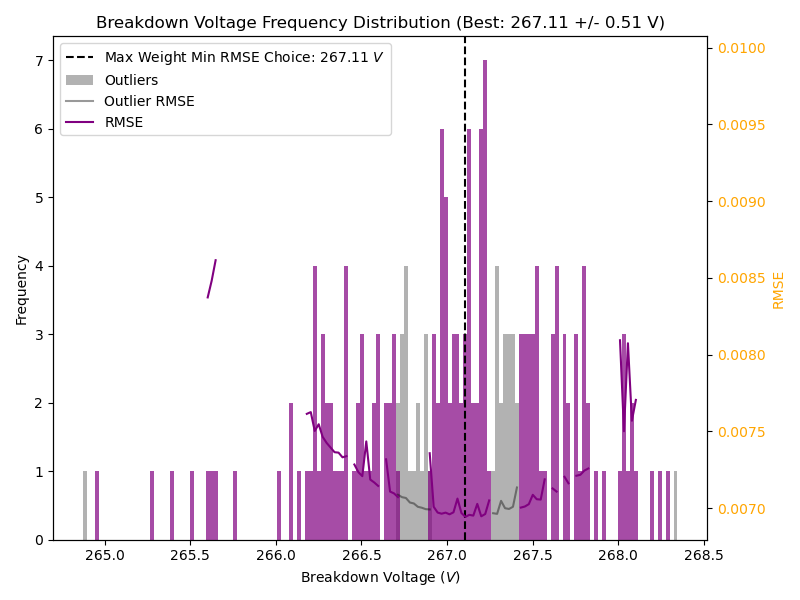 Breakdown Voltage Frequency Distribution (Best: 267.11 +/- 0.51 V)
Max Weight Min RMSE Choice: 267.11 V
Outliers
Outlier RMSE
RMSE
Frequency
7
6
5
4
3
2
1
0
0.0100
0.0095
0.0090
0.0085
0.0080
0.0075
0.0070
RMSE
265.0 265.5 266.0 266.5 267.0 267.5 268.0 268.5
Breakdown Voltage (V)